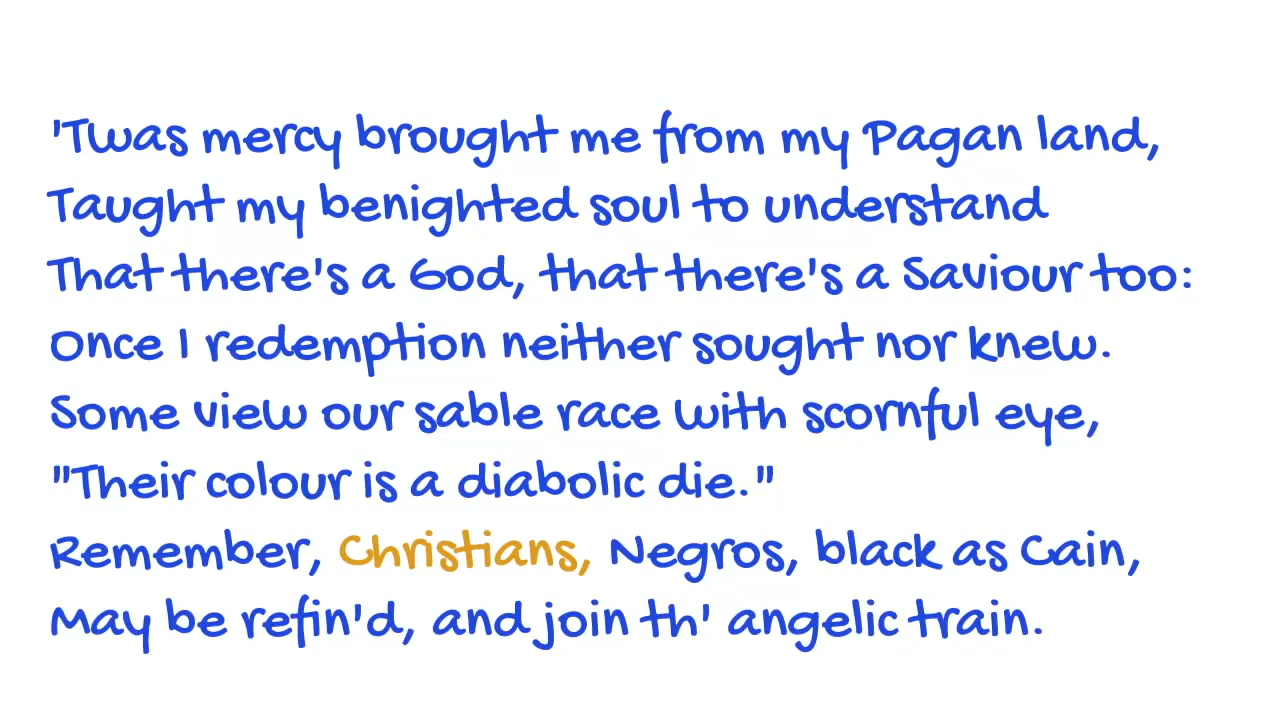 'Twas mercy brought me from my Pagan land,
Taught my benighted soul to understand
That there's a God, that there's a Saviour too:
Once I redemption neither sought nor knew.
Some view our sable race with scornful eye,
"Their colour is a diabolic die."
Remember, Christians, Negros, black as Cain,
May be refin'd, and join th' angelic train.